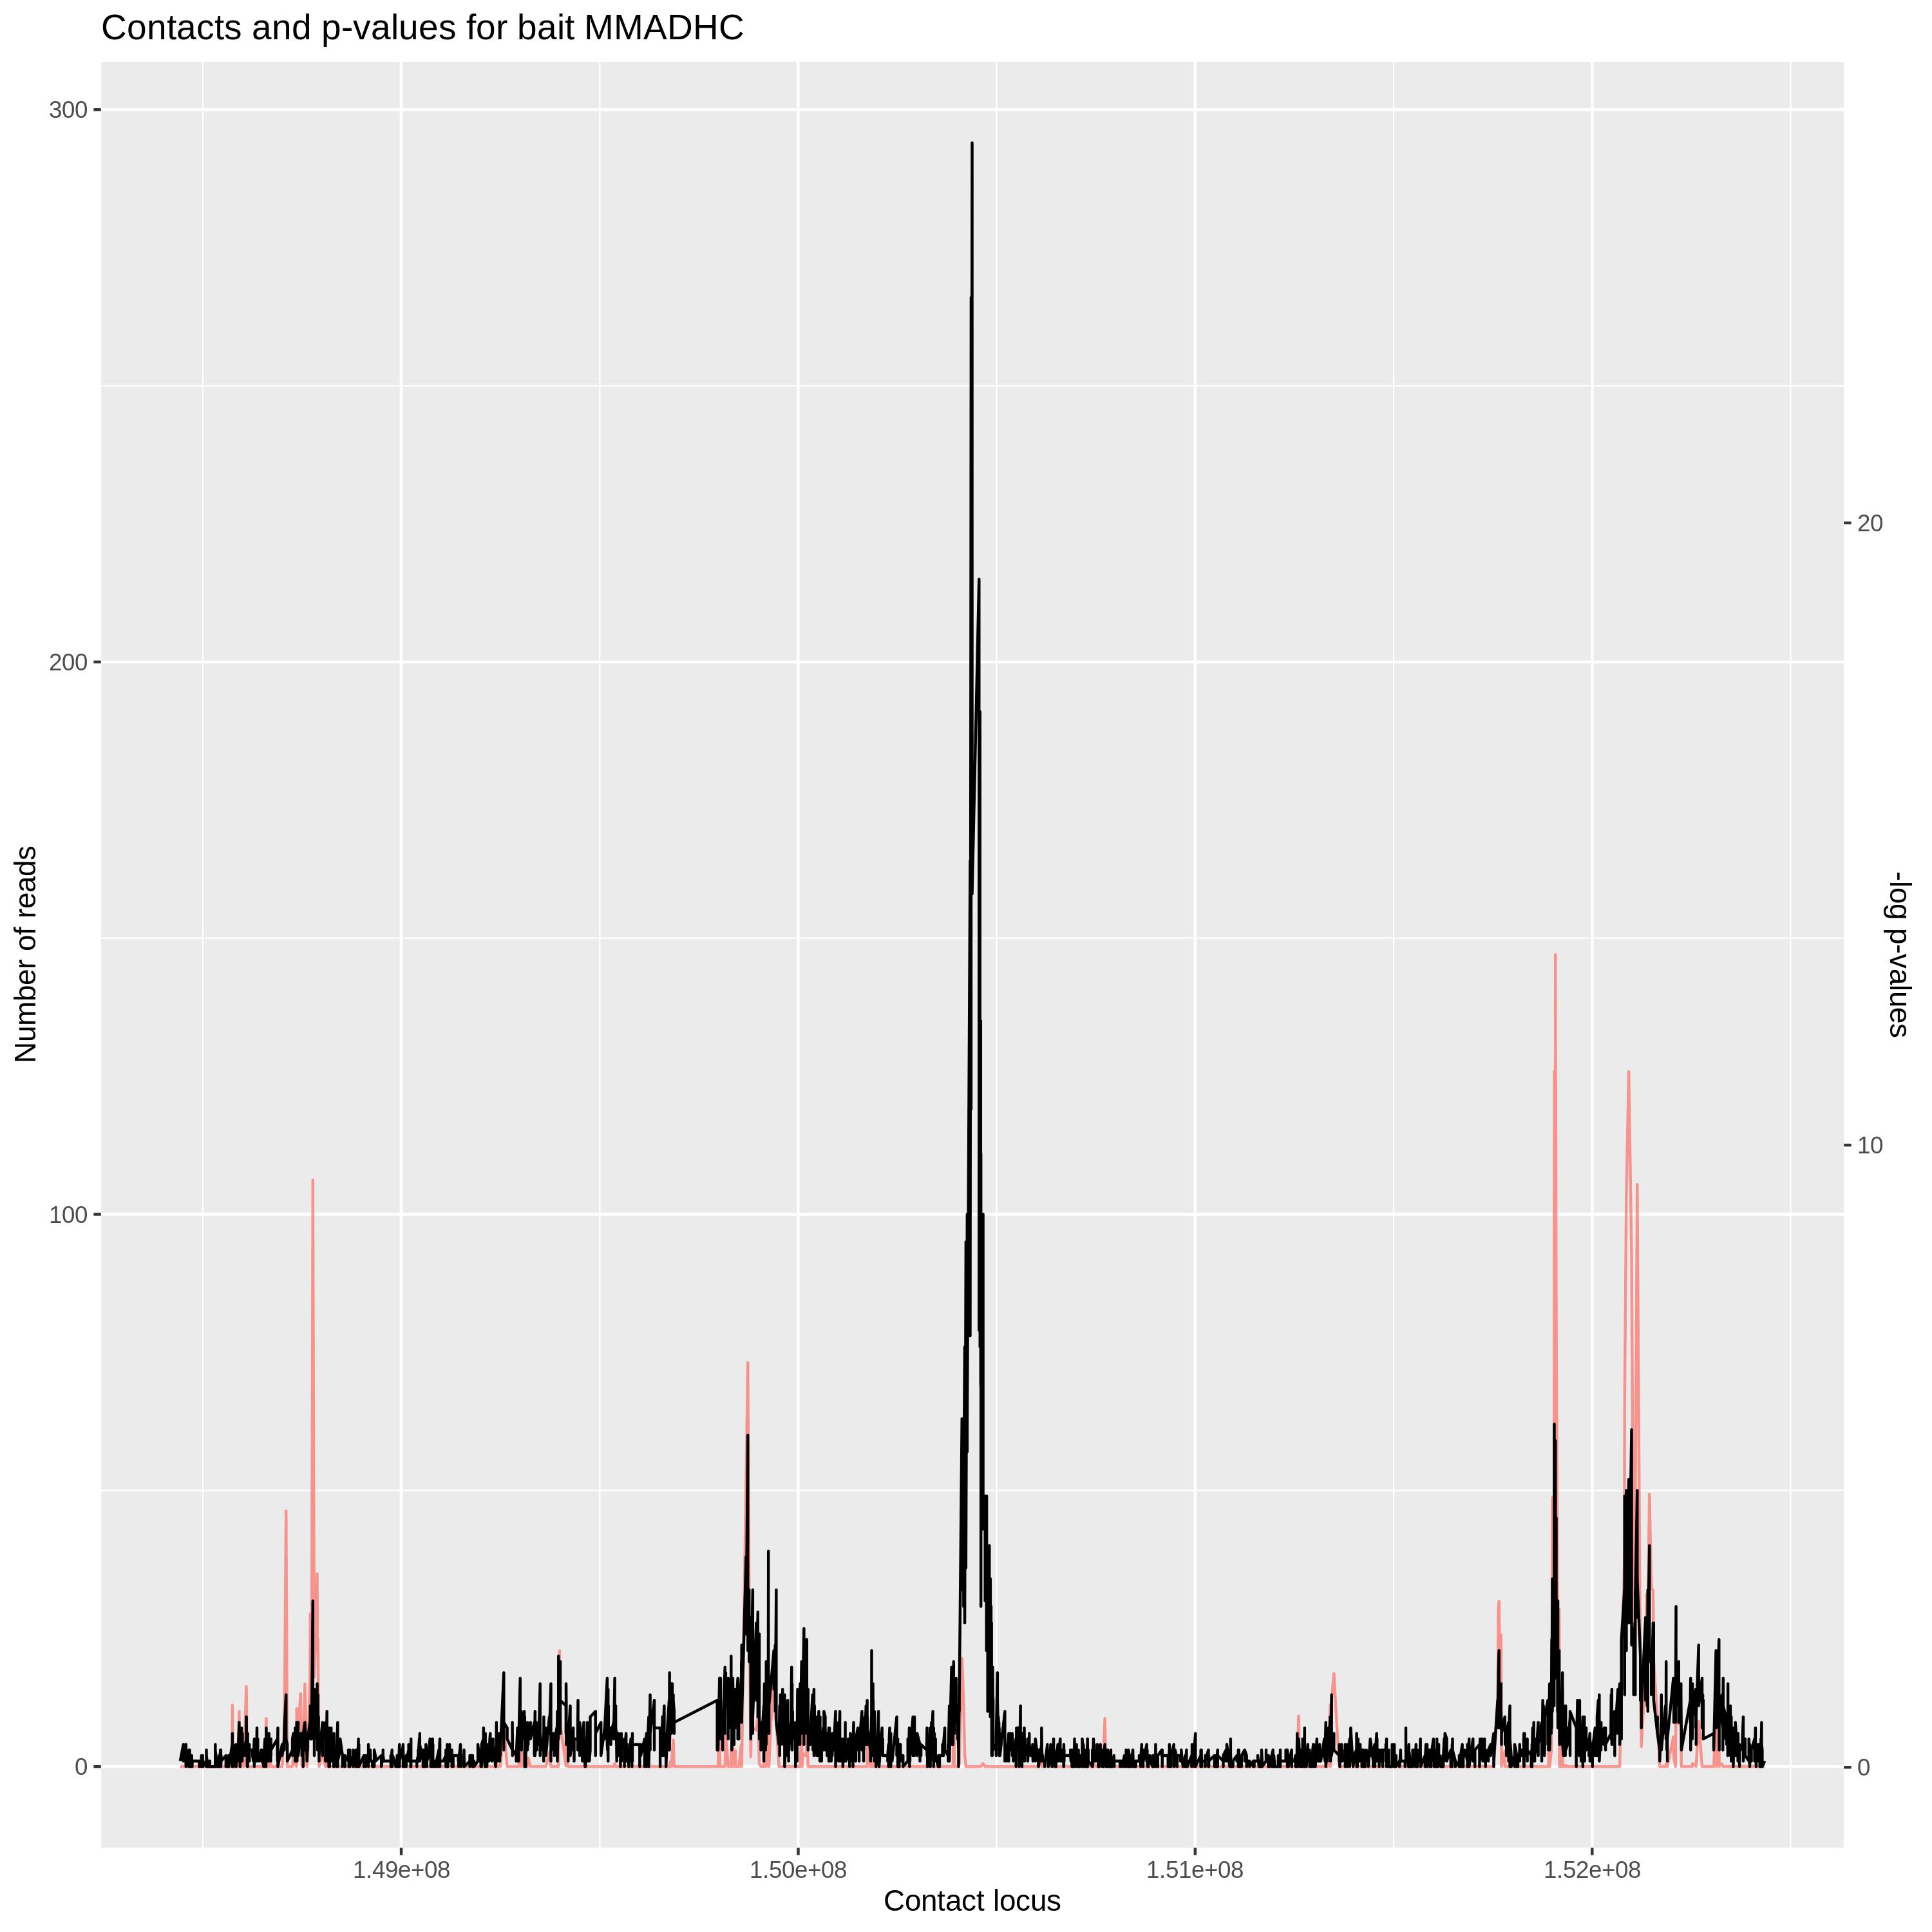 Contacts and p-values for bait MMADHC
300
200
100
0
Number of reads
20
10
0
-log p-values
1.49e+08
1.50e+08
1.51e+08
1.52e+08
Contact locus